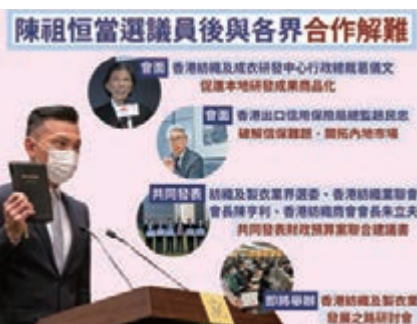 陳祖恒當選議員後與各界合作解難
會面 香港紡織及成衣研發中心行政總裁葛儀文
促進本地研發成果商品化
會面 香港出口信用保險局總監趙民忠
破解信保難題，開拓內地市場
共同發表 紡織及製衣業界選委、香港紡織業聯會
會長陳亨利、香港紡織商會會長朱立夫
共同發表財政預算案聯合建議書
即將舉辦 香港紡織及製衣業
發展之路研討會